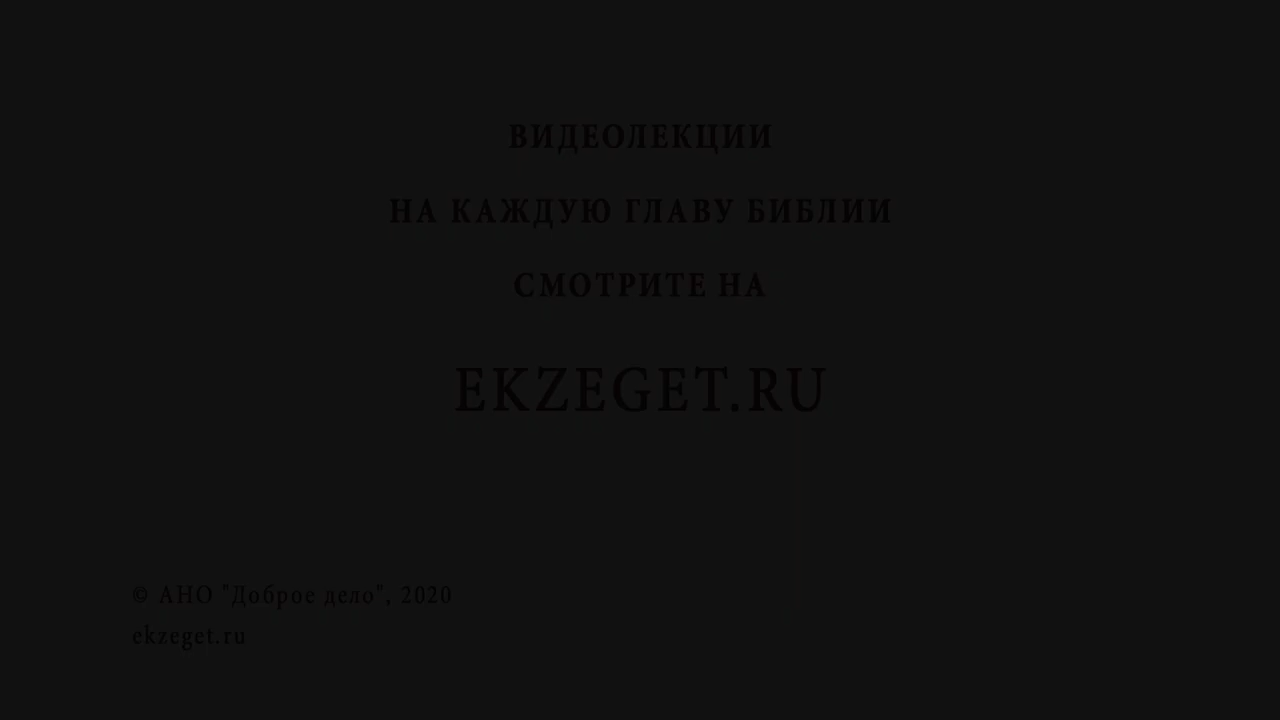 ВИДЕОЛЕКЦИИ
НА КАЖДУЮ ГЛАВУ БИБЛИИ
СМОТРИТЕ НА
EKZEGET.RU
© АНО "Доброе дело", 2020
ekzeget.ru